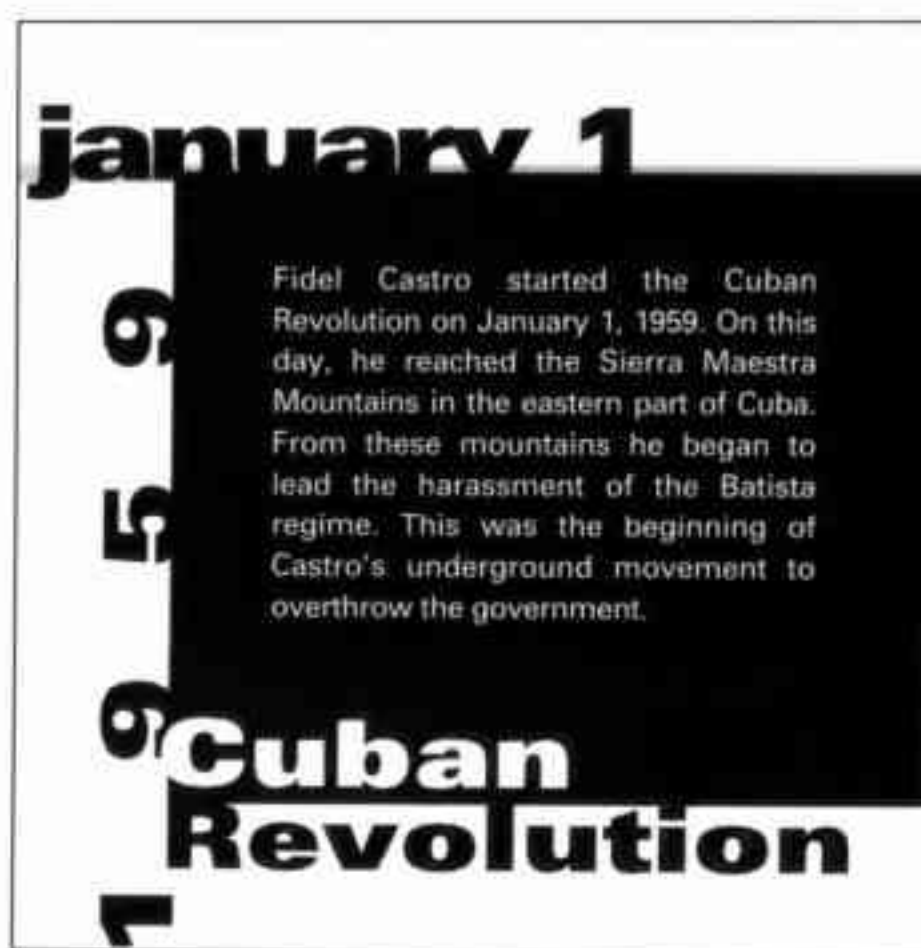 january 1
1959
Fidel Castro started the Cuban
Revolution on January 1, 1959. On this
day, he reached the Sierra Maestra
Mountains in the eastern part of Cuba.
From these mountains he began to
lead the harassment of the Batista
regime. This was the beginning of
Castro's underground movement to
overthrow the government.
Cuban
Revolution